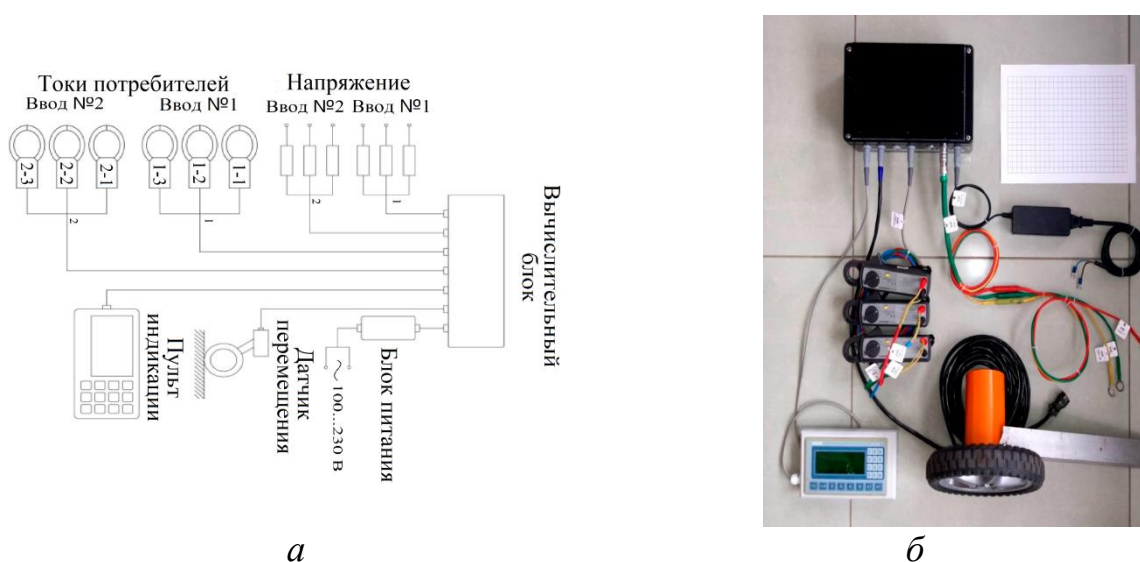 Токи потребителей
Ввод №2
Ввод №1
Напряжение
Ввод №2
Ввод №1
2-3
2-2
2-1
1-3
1-2
1-1
2
1
2
1
Вычислительный
блок
Пульт
индикации
Датчик
перемещения
~ 100...230 В
Блок питания
а
б